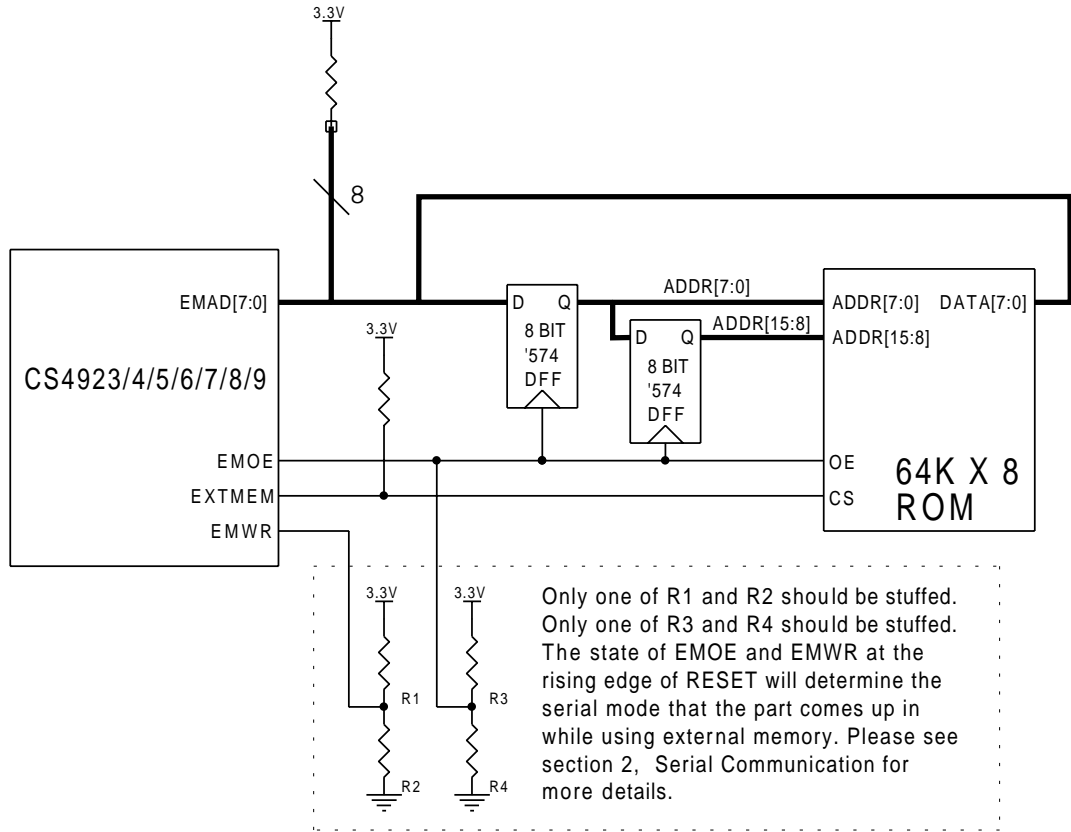 3.3V
8
EMAD[7:0]
CS4923/4/5/6/7/8/9
EMOE
EXTMEM
EMWR
3.3V
D Q
8 BIT
'574
DFF
ADDR[7:0]
D Q
8 BIT
'574
DFF
ADDR[15:8]
ADDR[7:0] DATA[7:0]
ADDR[15:8]
OE
CS
64K X 8
ROM
3.3V
R1
R2
3.3V
R3
R4
Only one of R1 and R2 should be stuffed.
Only one of R3 and R4 should be stuffed.
The state of EMOE and EMWR at the
rising edge of RESET will determine the
serial mode that the part comes up in
while using external memory. Please see
section 2, Serial Communication for
more details.